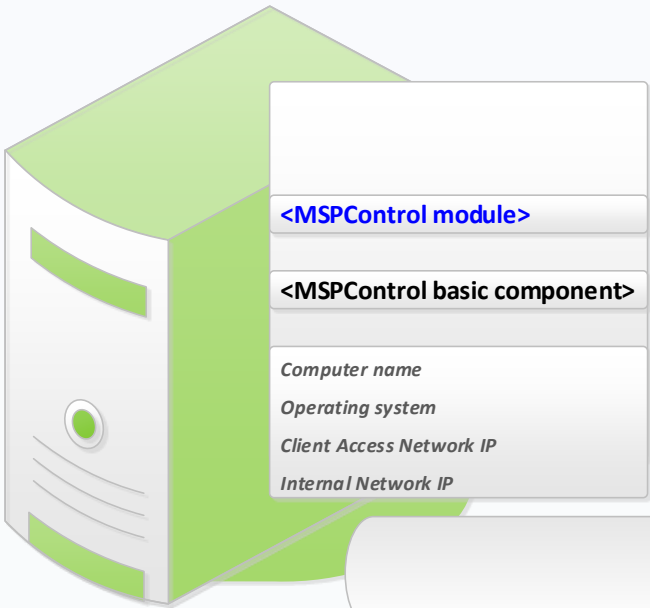 <MSPControl module>
<MSPControl basic component>
Computer name
Operating system
Client Access Network IP
Internal Network IP